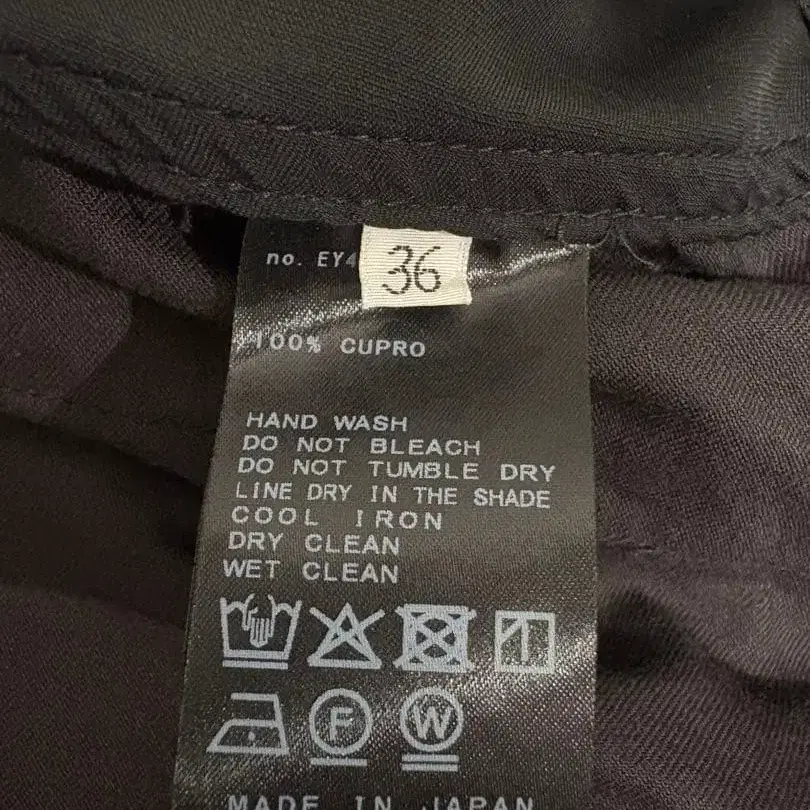 no. EY4
36
100% CUPRO
HAND WASH
DO NOT BLEACH
DO NOT TUMBLE DRY
LINE DRY IN THE SHADE
COOL IRON
DRY CLEAN
WET CLEAN
F W
MADE IN JAPAN